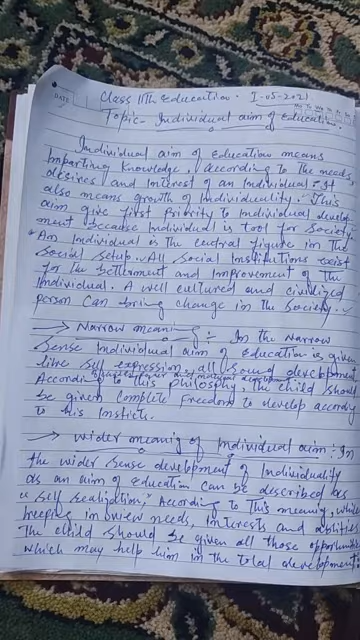 DATE
Class 11th education. 1-05-2021
Topic- Individual aim of Education.
Individual aim of Education means
Imparting Knowledge, according to the needs,
desires and interest of an Individual. It
also means growth of Individuality. This
aim give first priority to Individual develop
ment because Individual is tool for Society
An Individual is the central figure in the
Social setup. All Social Institutions exist
for the betterment and Improvement of the
Individual. A well cultured and civilized
person can bring change in the Society.
→ Narrow meaning:- In the Narrow
Sense Individual aim of Education is given
like self expression, all sound development
According to this philosophy, the child should
be given complete freedom to develop accordi
to his Insticts.
→ Wider meanig of Individual aim:- In
the wider sense development of Individuality
as an aim of Education can be described as
"self realization," According to this meaning, while
keeping in view needs, interests and abilities
The child should be given all those opportunitie
which may help him in the total development